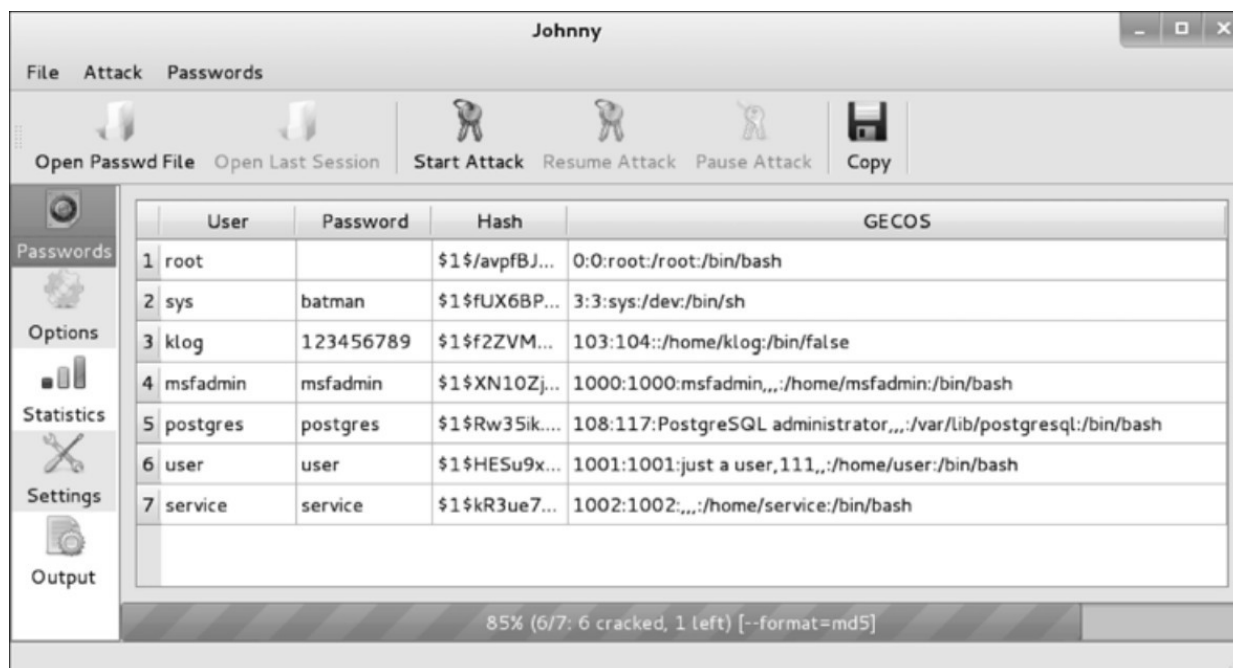 Johnny
File Attack Passwords
Open Passwd File Open Last Session Start Attack Resume Attack Pause Attack Copy
Passwords
Options
Statistics
Settings
Output
User Password Hash GECOS
1 root $1$/avpfBJ... 0:0:root:/root:/bin/bash
2 sys batman $1$fUX6BP... 3:3:sys:/dev:/bin/sh
3 klog 123456789 $1$f2ZVM... 103:104::/home/klog:/bin/false
4 msfadmin msfadmin $1$XN10Zj... 1000:1000:msfadmin,,,:/home/msfadmin:/bin/bash
5 postgres postgres $1$Rw35ik.... 108:117:PostgreSQL administrator,,,:/var/lib/postgresql:/bin/bash
6 user user $1$HESu9x... 1001:1001:just a user,111,,:/home/user:/bin/bash
7 service service $1$kR3ue7... 1002:1002:,,,:/home/service:/bin/bash
85% (6/7: 6 cracked, 1 left) [--format=md5]